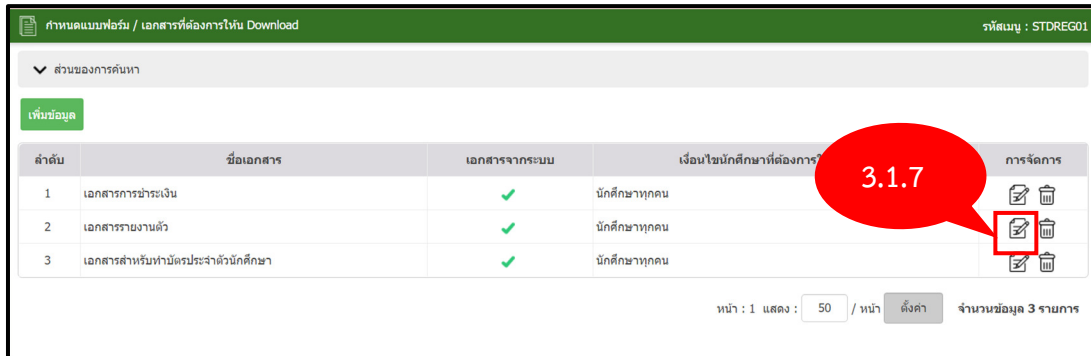 กำหนดแบบฟอร์ม / เอกสารที่ต้องการให้น Download รหัสเมนู : STDREG01
ส่วนของการค้นหา
เพิ่มข้อมูล
ลำดับ ชื่อเอกสาร เอกสารจากระบบ เงื่อนไขนักศึกษาที่ต้องการ การจัดการ
3.1.7
1 เอกสารการชำระเงิน นักศึกษาทุกคน
2 เอกสารรายงานตัว นักศึกษาทุกคน
3 เอกสารสำหรับทำบัตรประจำตัวนักศึกษา นักศึกษาทุกคน
หน้า : 1 แสดง : 50 / หน้า ตั้งค่า จำนวนข้อมูล 3 รายการ